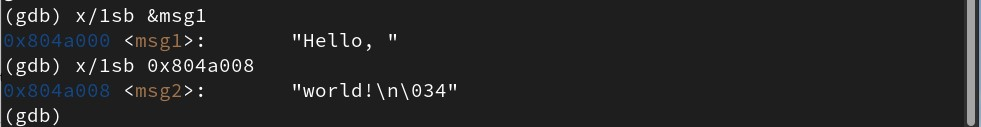 (gdb) x/1sb &msg1
0x804a000 <msg1>: "Hello, "
(gdb) x/1sb 0x804a008
0x804a008 <msg2>: "world!\n\034"
(gdb)